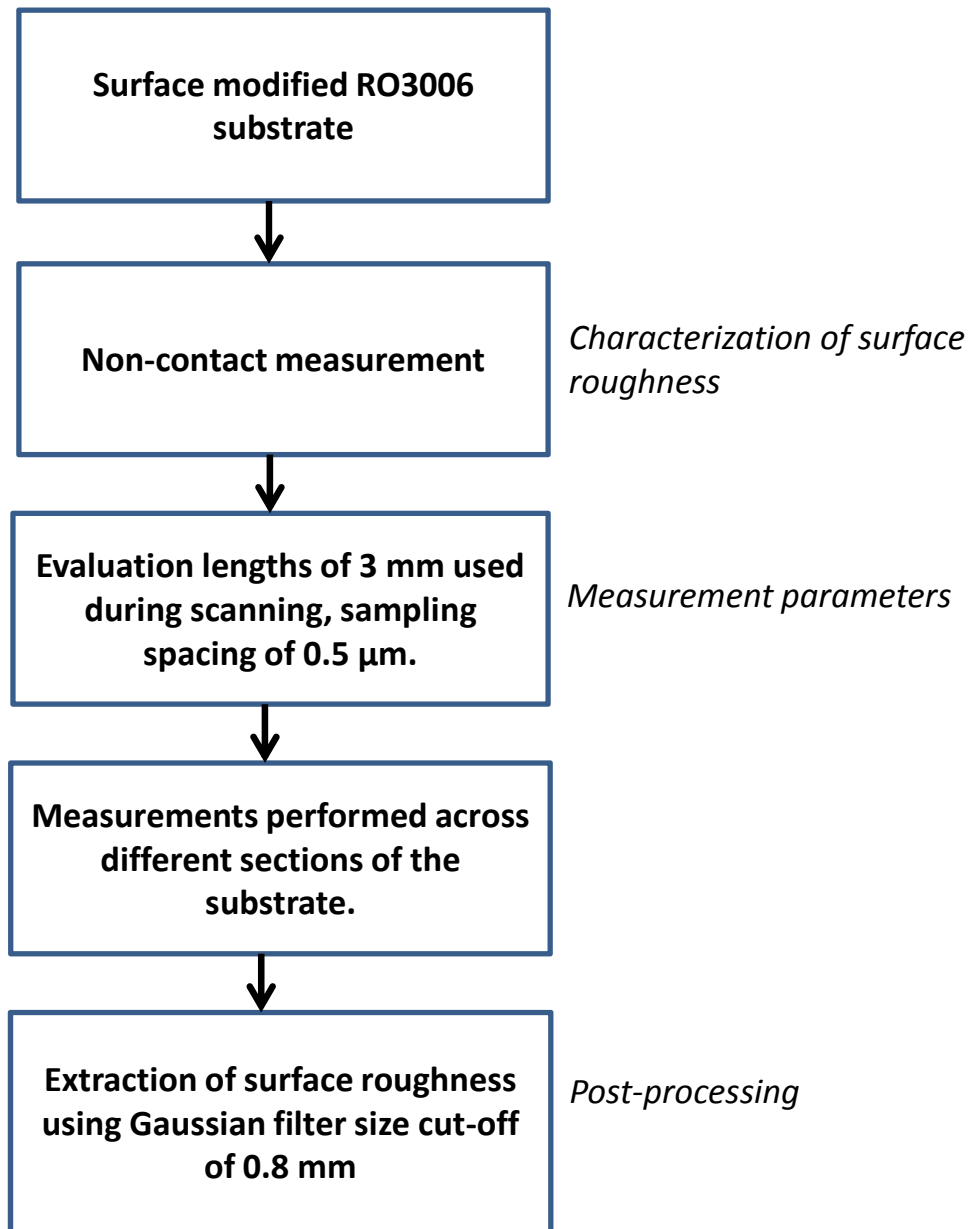 Surface modified RO3006
substrate
Non-contact measurement
Characterization of surface
roughness
Evaluation lengths of 3 mm used
during scanning, sampling
spacing of 0.5 µm.
Measurement parameters
Measurements performed across
different sections of the
substrate.
Extraction of surface roughness
using Gaussian filter size cut-off
of 0.8 mm
Post-processing